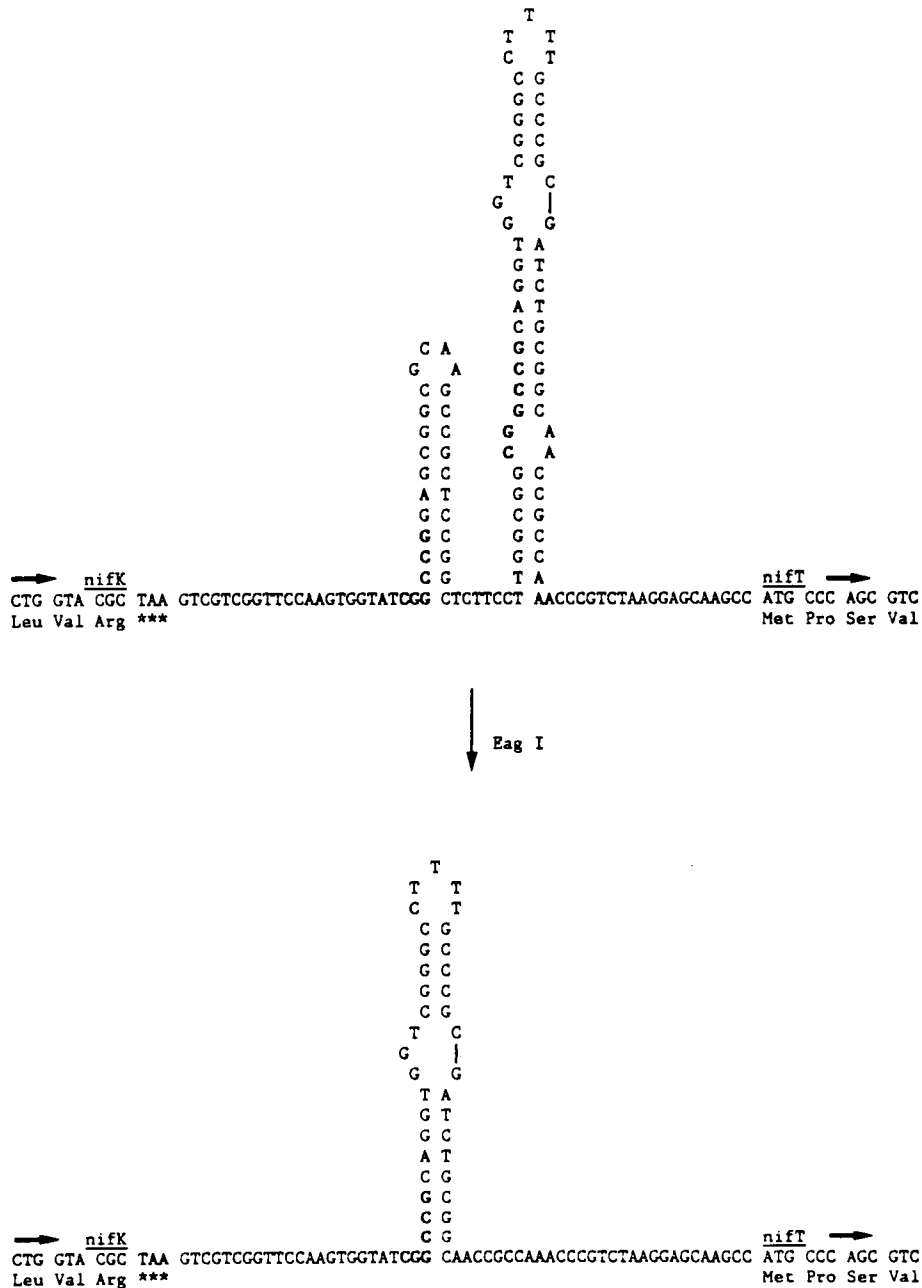 T
T T
C T
C G
G C
G C
G C
C G
T C
G
G G
T A
G T
G C
A T
C G
C A G C
G A C G
C G C G
G C G C
G C G A
C G C A
G C G C
A T G C
G C C G
G C G C
C G G C
C G T A
nifK nifT
CTG GTA CGC TAA GTCGTCGGTTCCAAGTGGTATCGG CTCTTCCT AACCCGTCTAAGGAGCAAGCC ATG CCC AGC GTC
Leu Val Arg *** Met Pro Ser Val
Eag I
T
T T
C T
C G
G C
G C
G C
C G
T C
G
G G
T A
G T
G C
A T
C G
G C
C G
C G
nifK nifT
CTG GTA CGC TAA GTCGTCGGTTCCAAGTGGTATCGG CAACCGCCAAACCCGTCTAAGGAGCAAGCC ATG CCC AGC GTC
Leu Val Arg *** Met Pro Ser Val